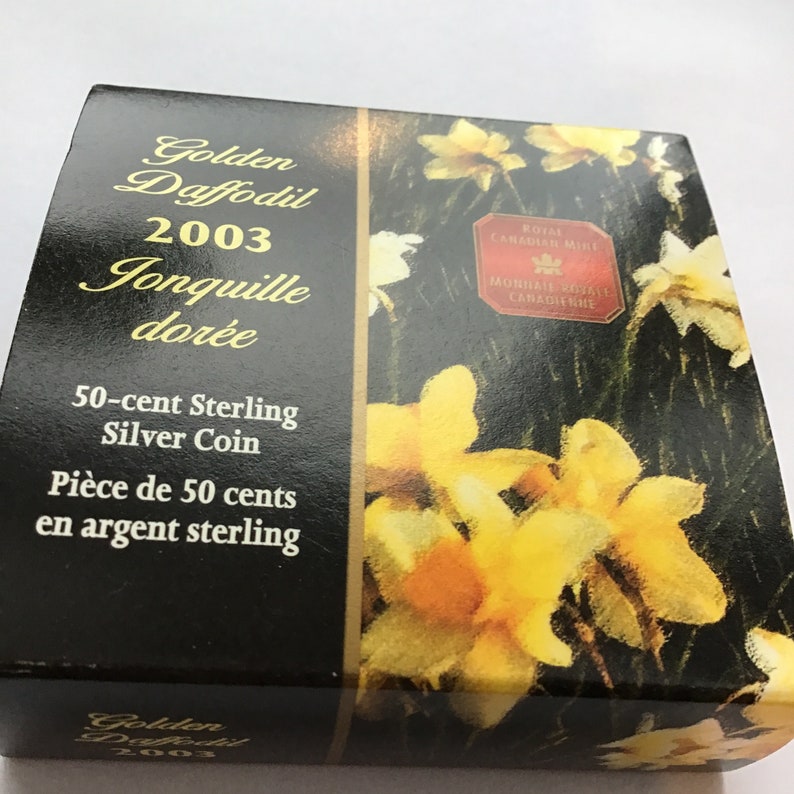 Golden
Daffodil
2003
Jonquille
dorée
50-cent Sterling
Silver Coin
Pièce de 50 cents
en argent sterling
ROYAL
CANADIAN MINT
MONNAIE ROYALE
CANADIENNE
Golden
Daffodil
2003